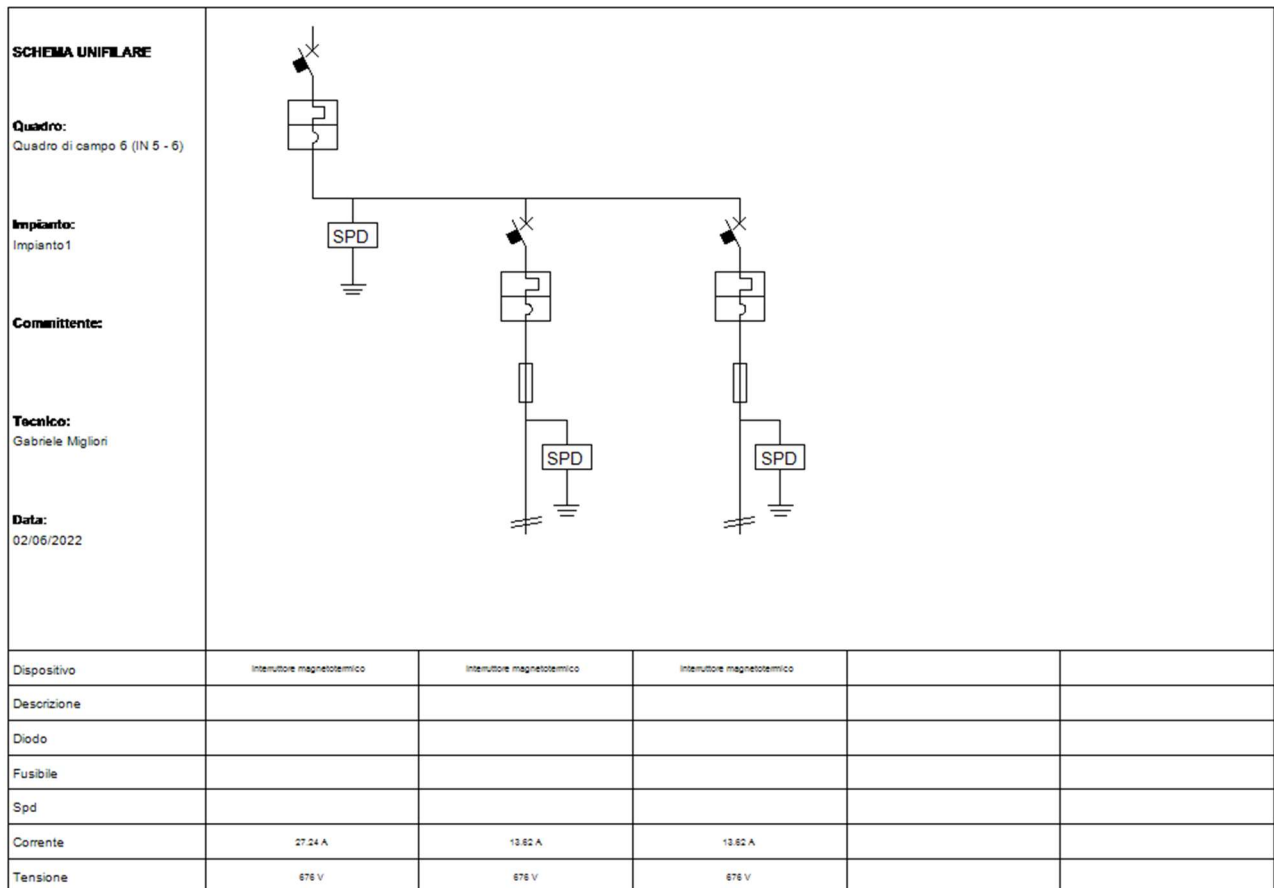 SCHEMA UNIFILARE
Quadro:
Quadro di campo 6 (IN 5 - 6)
Impianto:
Impianto1
Committente:
Tecnico:
Gabriele Migliori
Data:
02/06/2022
SPD
SPD
SPD
Dispositivo Interruttore magnetotermico Interruttore magnetotermico Interruttore magnetotermico
Descrizione
Diodo
Fusibile
Spd
Corrente 27.24 A 13.62 A 13.62 A
Tensione 676 V 676 V 676 V